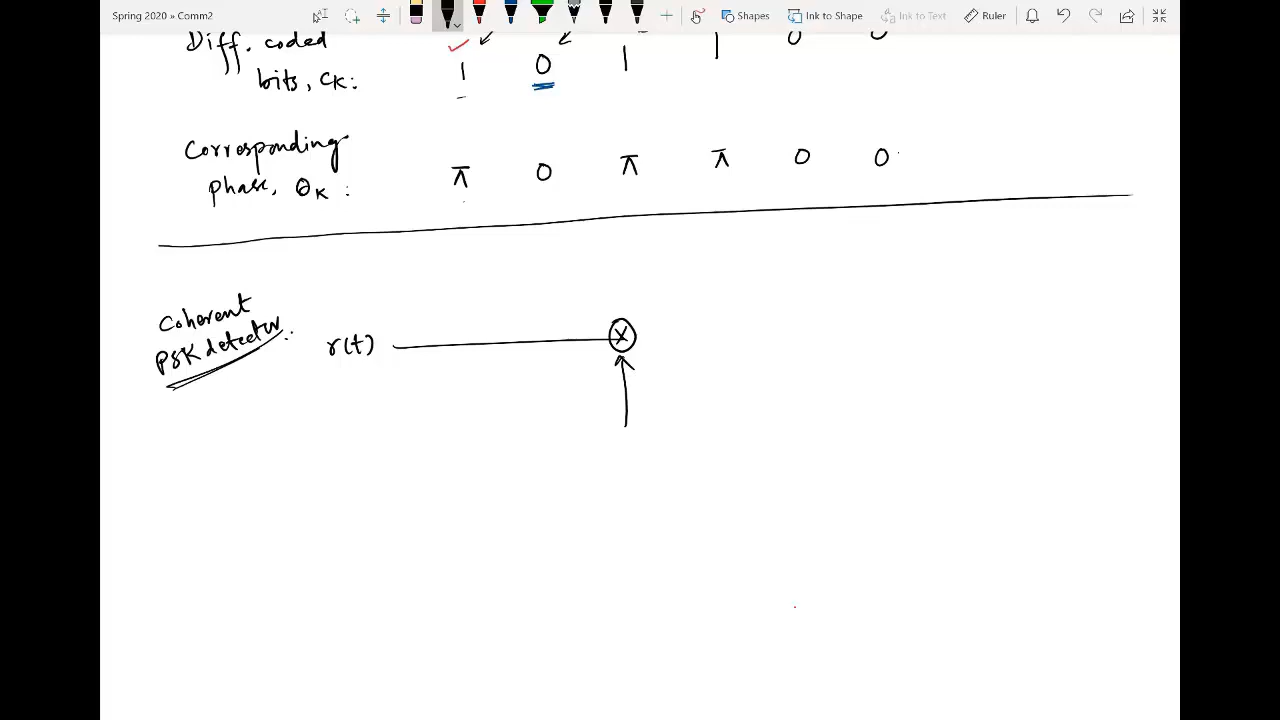 Spring 2020 » Comm2
Shapes
Ink to Shape
Ink to Text
Ruler
Diff. coded
bits, cK: 1 0 1 1 0 0
Corresponding
phase, θK : π 0 π π 0 0
Coherent
PSK detector:
r(t)
X